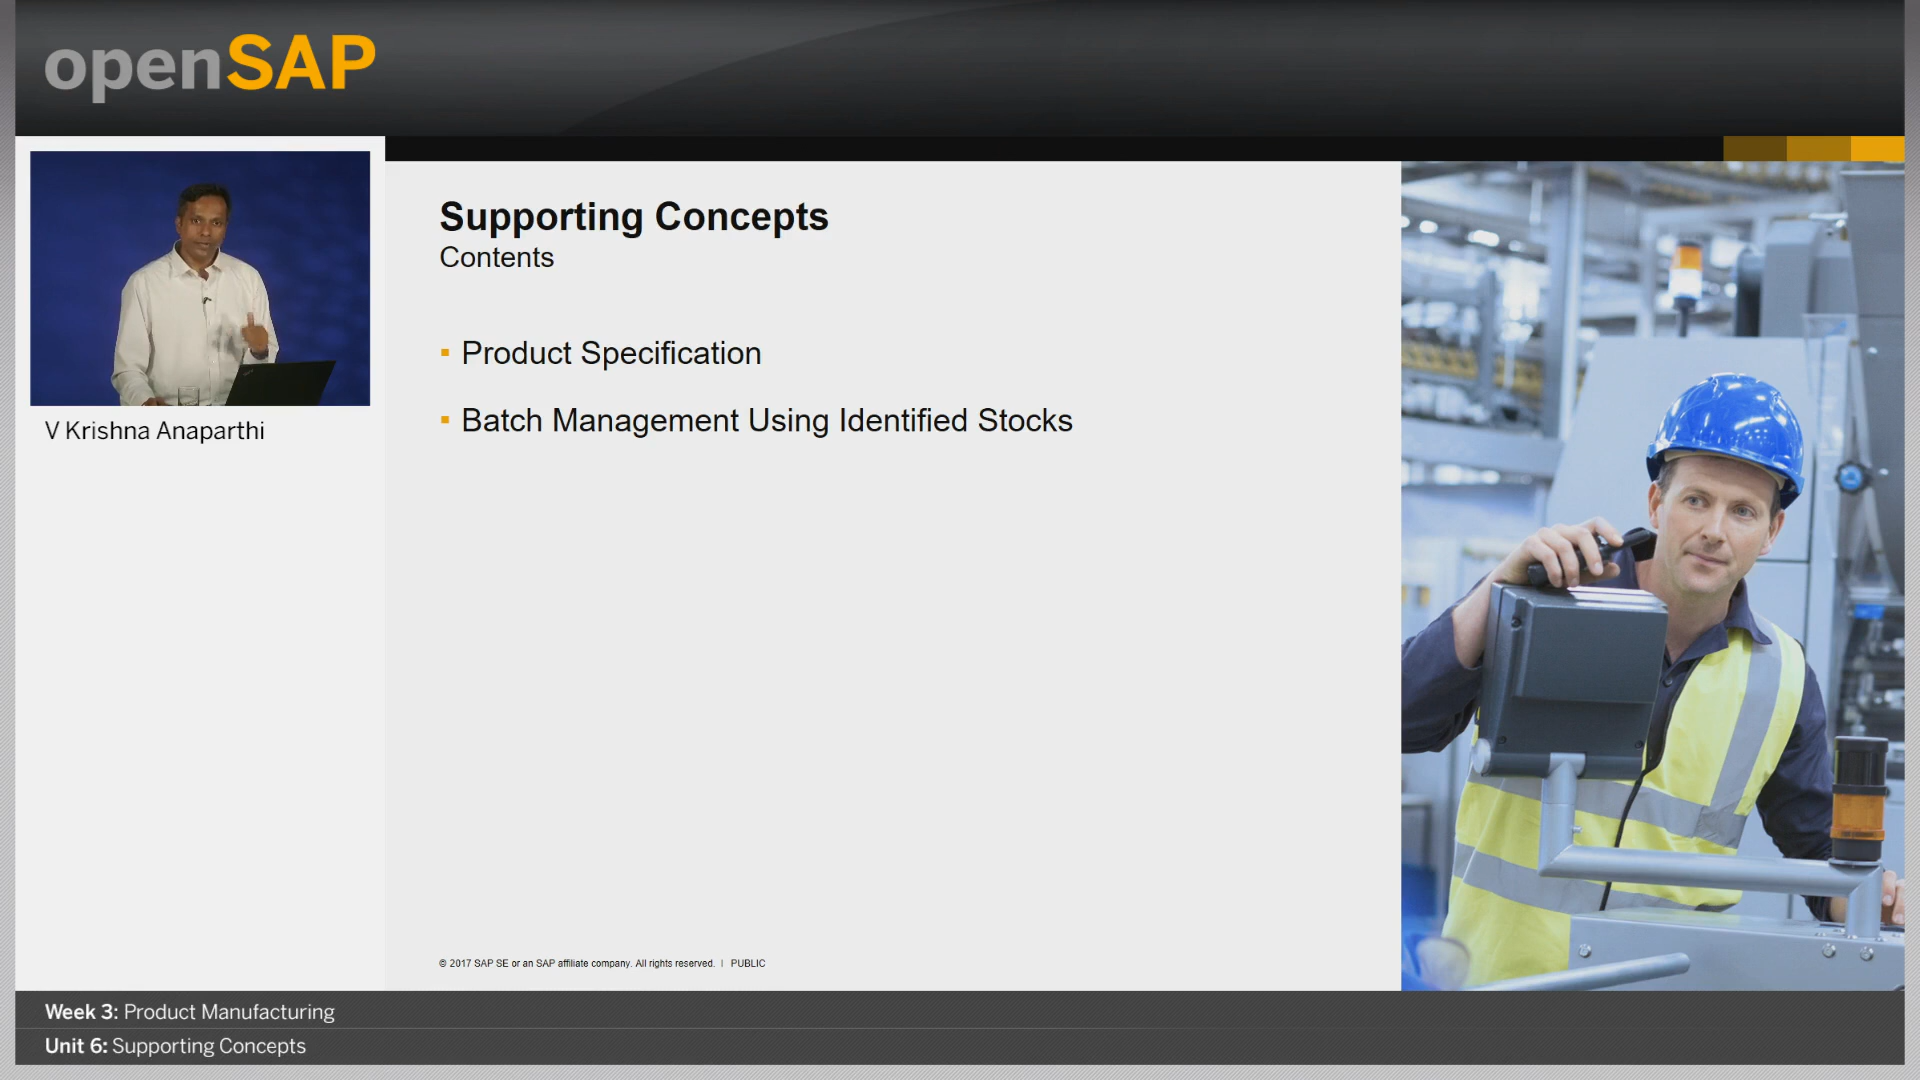 openSAP
V Krishna Anaparthi
Supporting Concepts
Contents
Product Specification
Batch Management Using Identified Stocks
© 2017 SAP SE or an SAP affiliate company. All rights reserved. | PUBLIC
Week 3: Product Manufacturing
Unit 6: Supporting Concepts